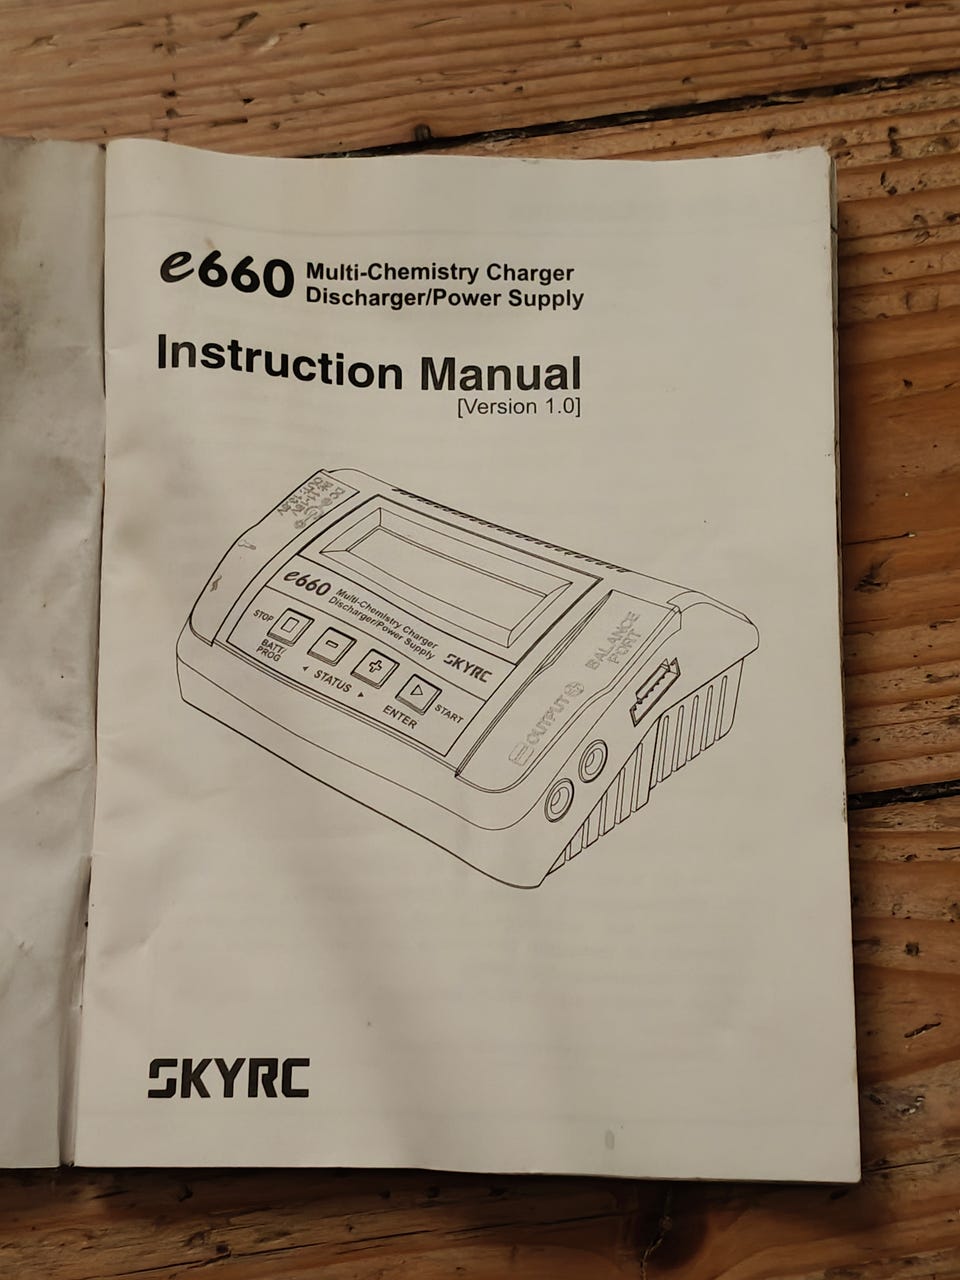 e660 Multi-Chemistry Charger
Discharger/Power Supply
Instruction Manual
[Version 1.0]
e660 Multi-Chemistry Charger
Discharger/Power Supply
SKYRC
STOP
BATT/
PROG
STATUS
START
ENTER
OUTPUT
BALANCE
PORT
SKYRC